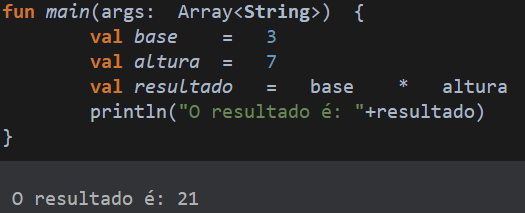 fun main(args: Array<String>) {
val base = 3
val altura = 7
val resultado = base * altura
println("O resultado é: "+resultado)
}
O resultado é: 21